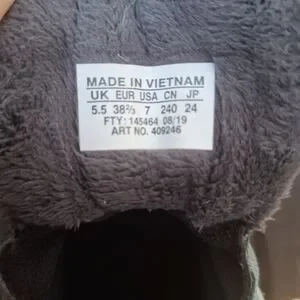 MADE IN VIETNAM
UK EUR USA CN JP
5.5 38⅔ 7 240 24
FTY: 145464 08/19
ART NO. 409246